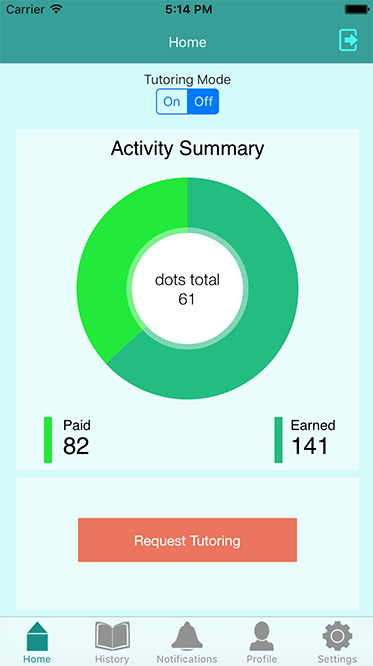 Carrier 5:14 PM
Home
Tutoring Mode
On Off
Activity Summary
dots total
61
Paid Earned
82 141
Request Tutoring
Home History Notifications Profile Settings